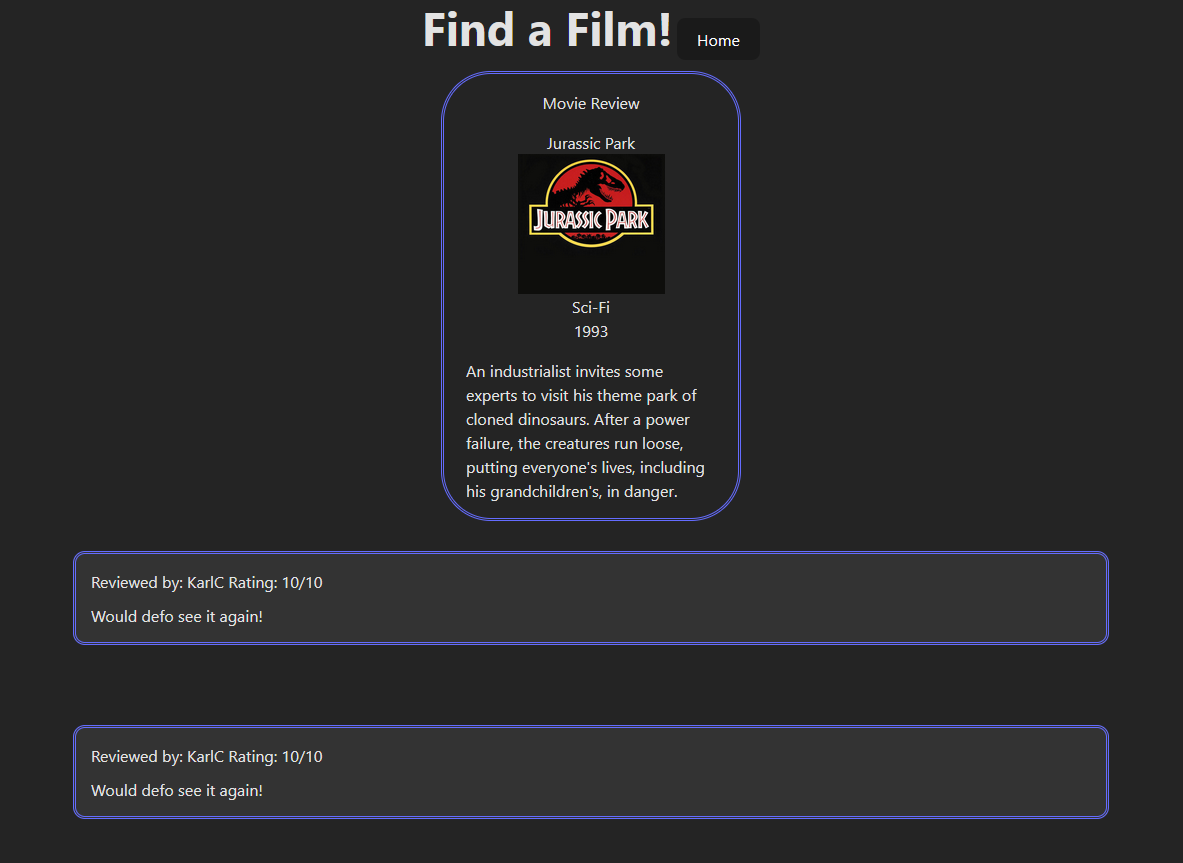 Find a Film! Home
Movie Review
Jurassic Park
JURASSIC PARK
Sci-Fi
1993
An industrialist invites some
experts to visit his theme park of
cloned dinosaurs. After a power
failure, the creatures run loose,
putting everyone's lives, including
his grandchildren's, in danger.
Reviewed by: KarlC Rating: 10/10
Would defo see it again!
Reviewed by: KarlC Rating: 10/10
Would defo see it again!